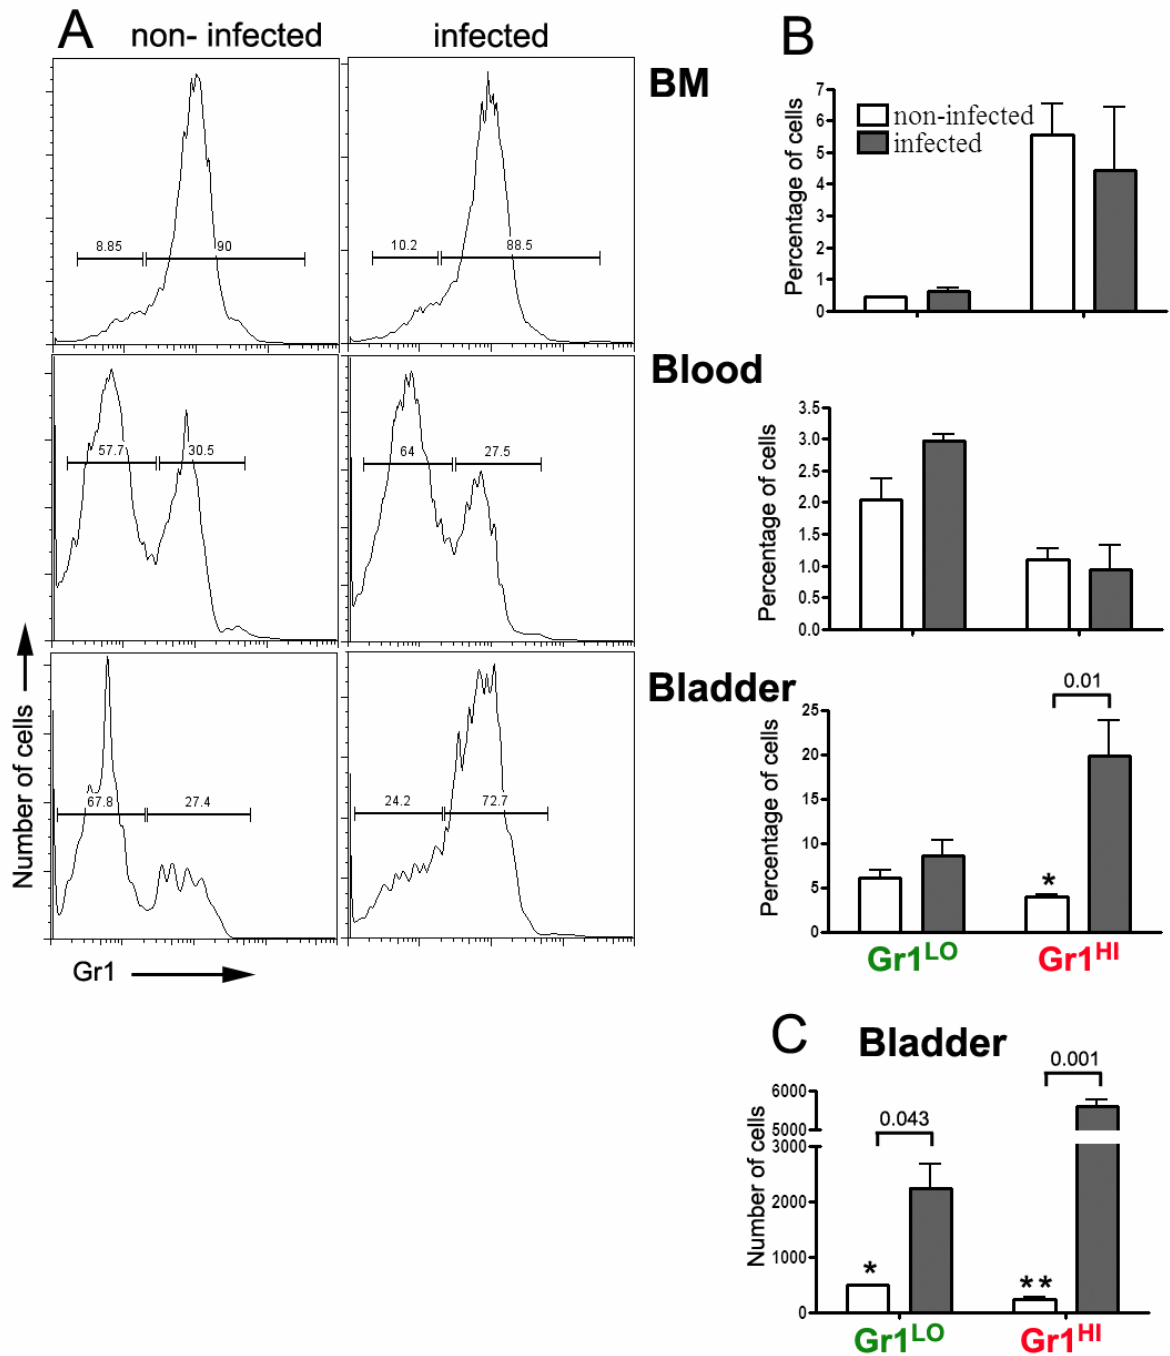 A
non- infected
infected
BM
8.85
90
10.2
88.5
57.7
30.5
64
27.5
67.8
27.4
24.2
72.7
Number of cells
Gr1
B
7
6
5
4
3
2
1
0
Percentage of cells
non-infected
infected
Blood
3.5
3.0
2.5
2.0
1.5
1.0
0.5
0.0
Percentage of cells
Bladder
25
20
15
10
5
0
Percentage of cells
0.01
*
Gr1LO
Gr1HI
C
Bladder
6000
5000
3000
2000
1000
0
Number of cells
0.043
0.001
*
**
Gr1LO
Gr1HI